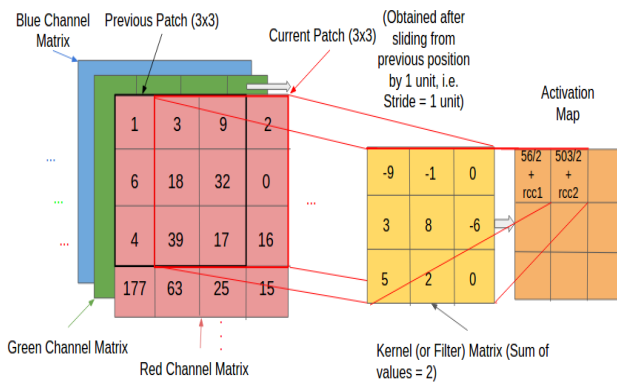 Blue Channel
Matrix
Previous Patch (3x3)
Current Patch (3x3)
(Obtained after
sliding from
previous position
by 1 unit, i.e.
Stride = 1 unit)
Activation
Map
1 3 9 2
6 18 32 0
4 39 17 16
177 63 25 15
...
...
...
...
-9 -1 0
3 8 -6
5 2 0
56/2
+
rcc1
503/2
+
rcc2
Green Channel Matrix
Red Channel Matrix
Kernel (or Filter) Matrix (Sum of
values = 2)